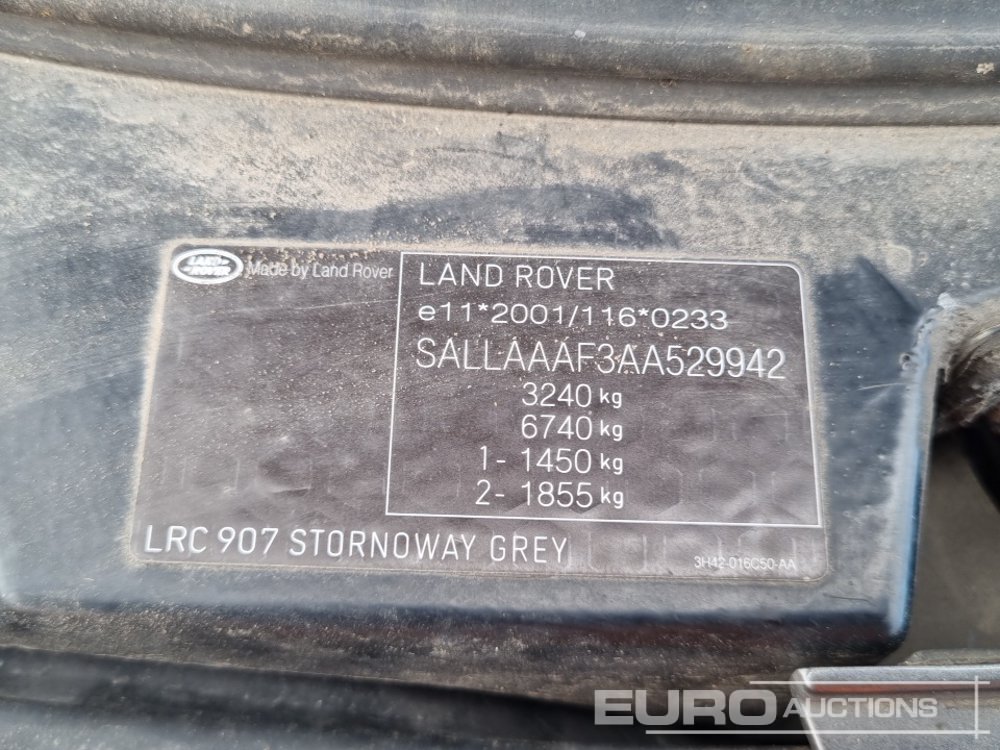 LAND ROVER
Made by Land Rover
LAND ROVER
e11*2001/116*0233
SALLAAAF3AA529942
3240 kg
6740 kg
1- 1450 kg
2- 1855 kg
LRC 907 STORNOWAY GREY
3H42-016C50-AA
EURO AUCTIONS